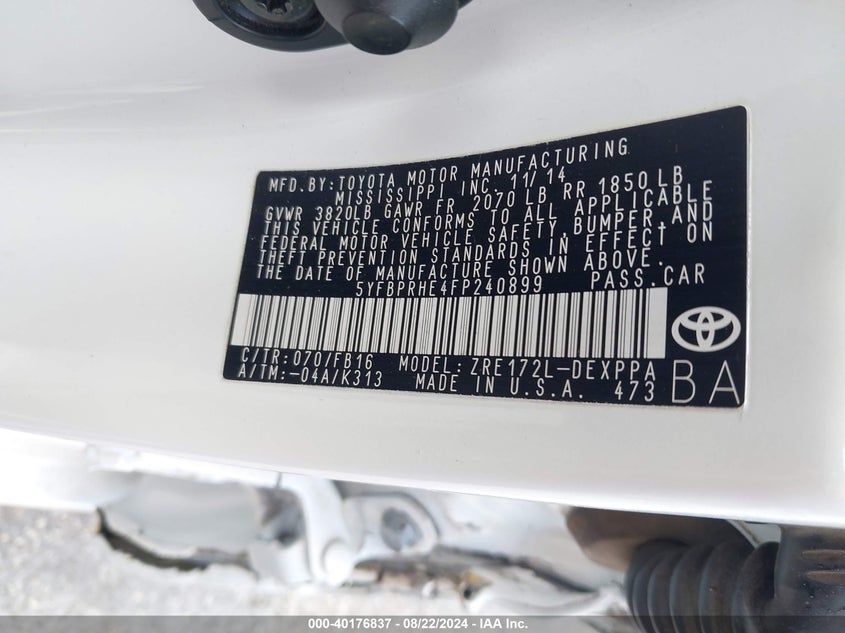 MFD.BY:TOYOTA MOTOR MANUFACTURING
MISSISSIPPI INC. 11/14
GVWR 3820LB GAWR FR 2070 LB RR 1850 LB
THIS VEHICLE CONFORMS TO ALL APPLICABLE
FEDERAL MOTOR VEHICLE SAFETY,BUMPER,AND
THEFT PREVENTION STANDARDS IN EFFECT ON
THE DATE OF MANUFACTURE SHOWN ABOVE.
5YFBPRHE4FP240899 PASS.CAR
C/TR:070/FB16 MODEL:ZRE172L-DEXPPA
A/TM:-04A/K313 MADE IN U.S.A. 473
BA
000-40176837 - 08/22/2024 - IAA Inc.